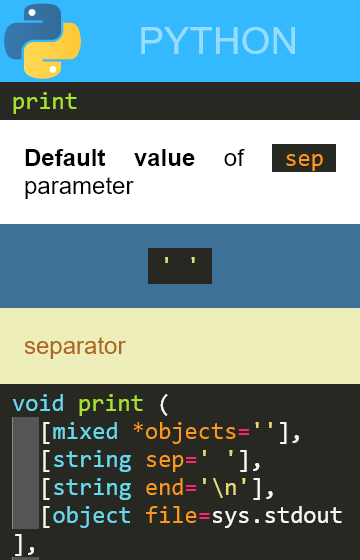 PYTHON
print
Default value of sep
parameter
' '
separator
void print (
[mixed *objects=''],
[string sep=' '],
[string end='\n'],
[object file=sys.stdout
],